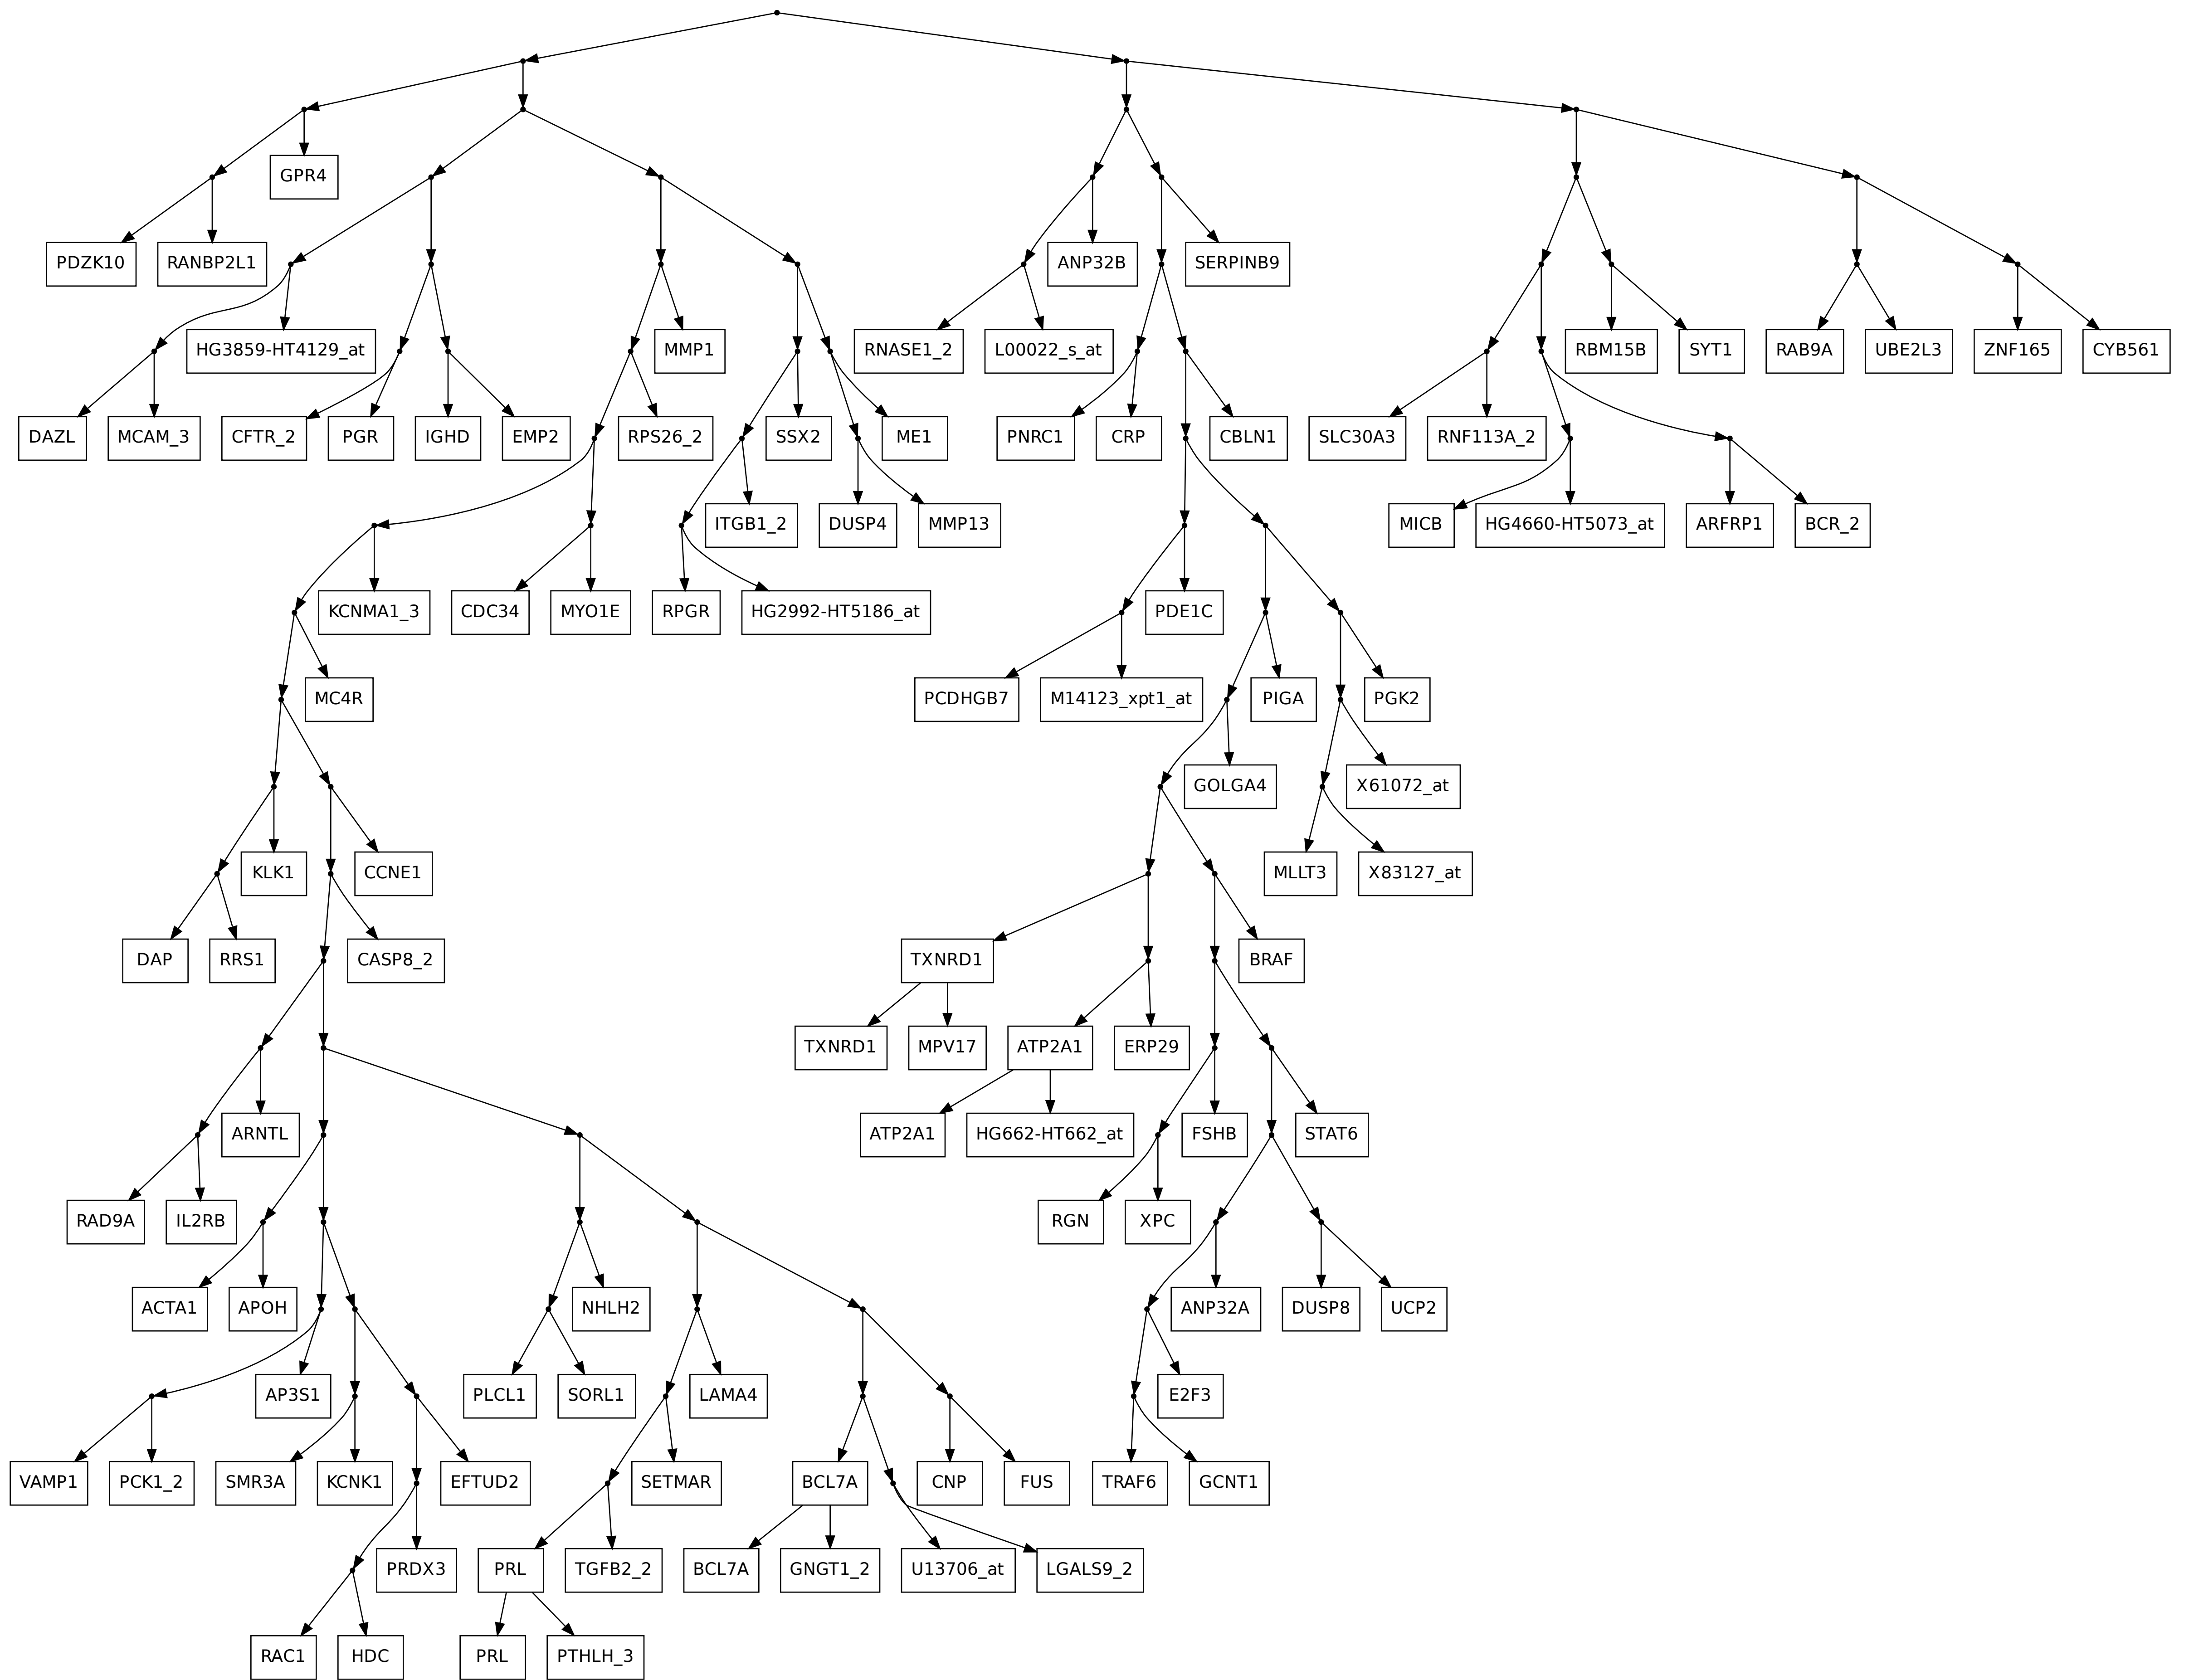 GPR4
PDZK10
RANBP2L1
ANP32B
SERPINB9
HG3859-HT4129_at
MMP1
RNASE1_2
L00022_s_at
RBM15B
SYT1
RAB9A
UBE2L3
ZNF165
CYB561
DAZL
MCAM_3
CFTR_2
PGR
IGHD
EMP2
RPS26_2
SSX2
ME1
PNRC1
CRP
CBLN1
SLC30A3
RNF113A_2
ITGB1_2
DUSP4
MMP13
MICB
HG4660-HT5073_at
ARFRP1
BCR_2
KCNMA1_3
CDC34
MYO1E
RPGR
HG2992-HT5186_at
PDE1C
MC4R
PCDHGB7
M14123_xpt1_at
PIGA
PGK2
GOLGA4
X61072_at
KLK1
CCNE1
MLLT3
X83127_at
DAP
RRS1
CASP8_2
TXNRD1
BRAF
TXNRD1
MPV17
ATP2A1
ERP29
ARNTL
ATP2A1
HG662-HT662_at
FSHB
STAT6
RAD9A
IL2RB
RGN
XPC
ACTA1
APOH
NHLH2
ANP32A
DUSP8
UCP2
AP3S1
PLCL1
SORL1
LAMA4
E2F3
VAMP1
PCK1_2
SMR3A
KCNK1
EFTUD2
SETMAR
BCL7A
CNP
FUS
TRAF6
GCNT1
PRDX3
PRL
TGFB2_2
BCL7A
GNGT1_2
U13706_at
LGALS9_2
RAC1
HDC
PRL
PTHLH_3